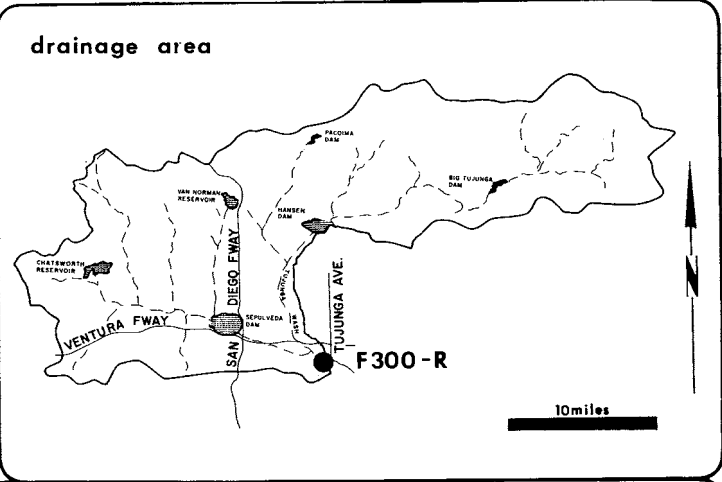 drainage area
PACOIMA
DAM
BIG TUJUNGA
DAM
VAN NORMAN
RESERVOIR
HANSEN
DAM
CHATSWORTH
RESERVOIR
SAN DIEGO FWAY
TUJUNGA WASH
TUJUNGA AVE.
SEPULVEDA
DAM
VENTURA FWAY
F300-R
N
10miles